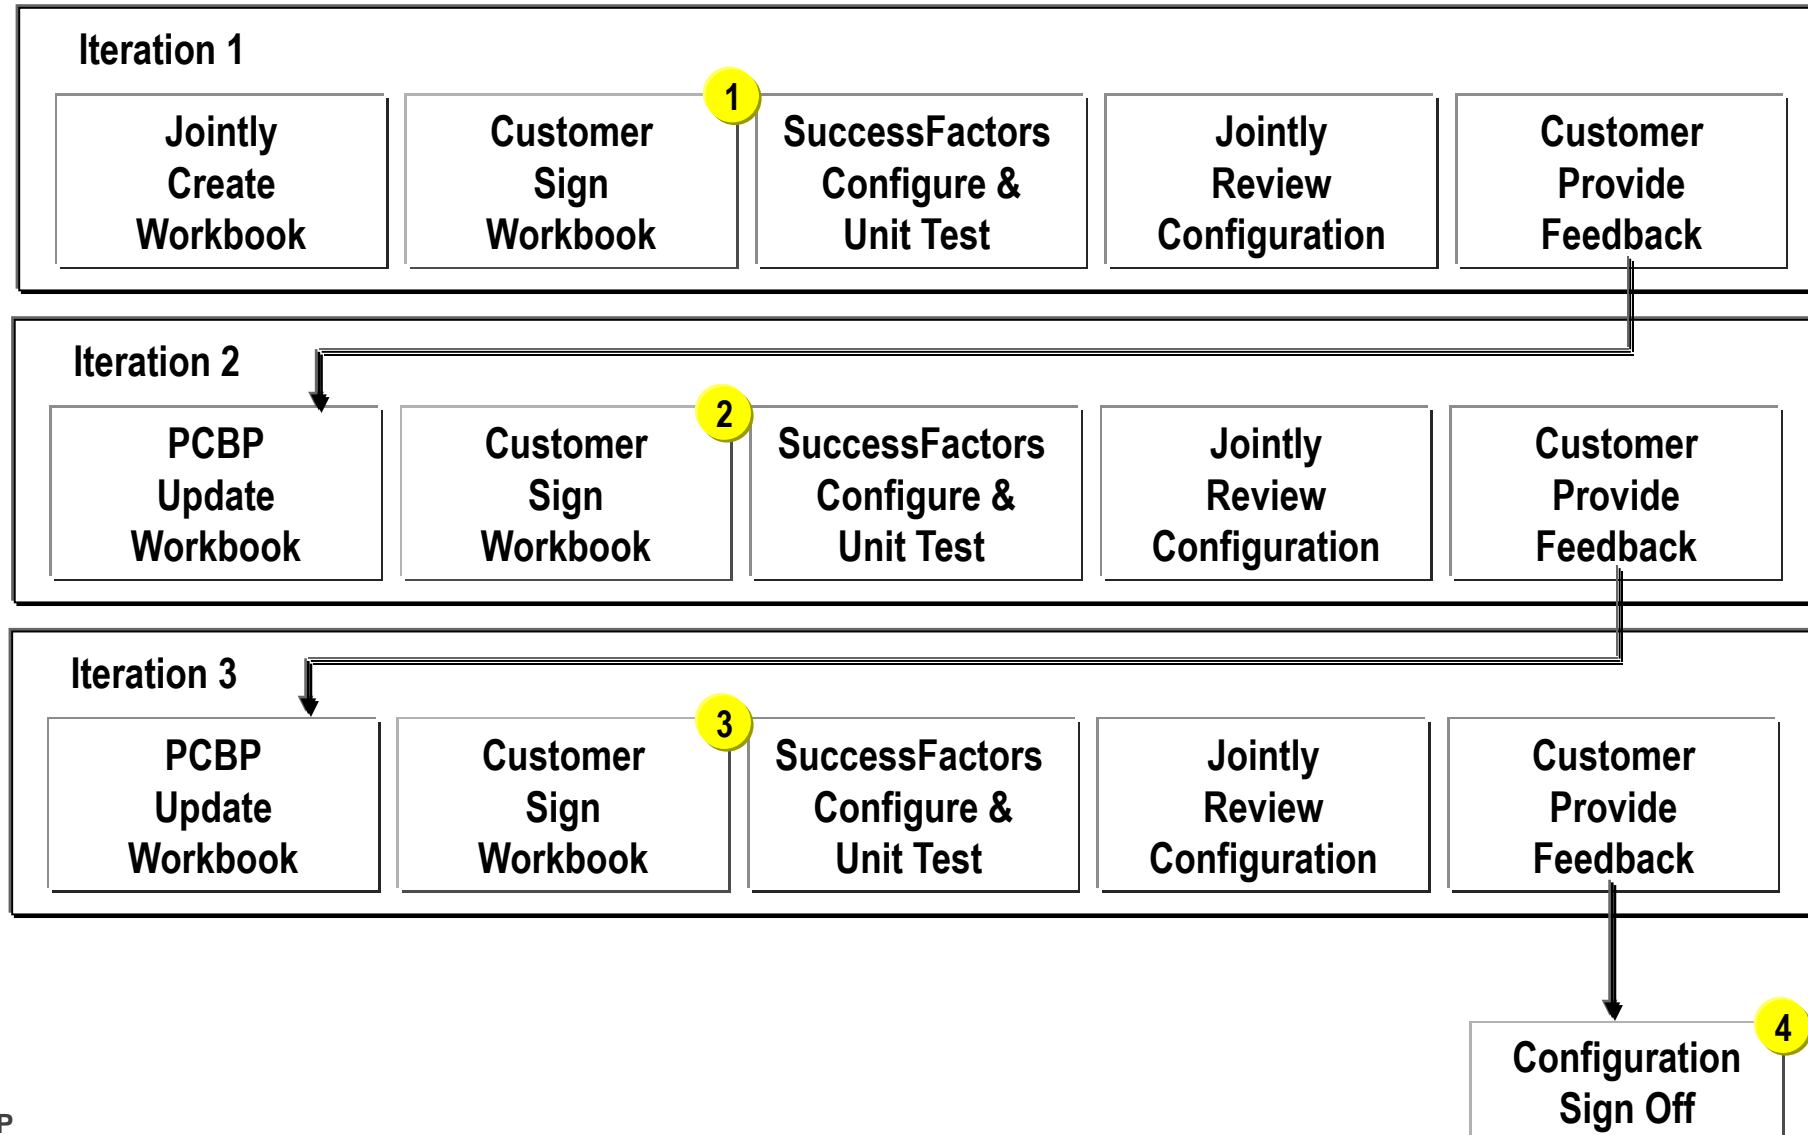 Iteration 1
1
Jointly
Create
Workbook
Customer
Sign
Workbook
SuccessFactors
Configure &
Unit Test
Jointly
Review
Configuration
Customer
Provide
Feedback
Iteration 2
2
PCBP
Update
Workbook
Customer
Sign
Workbook
SuccessFactors
Configure &
Unit Test
Jointly
Review
Configuration
Customer
Provide
Feedback
Iteration 3
3
PCBP
Update
Workbook
Customer
Sign
Workbook
SuccessFactors
Configure &
Unit Test
Jointly
Review
Configuration
Customer
Provide
Feedback
4
Configuration
Sign Off
P